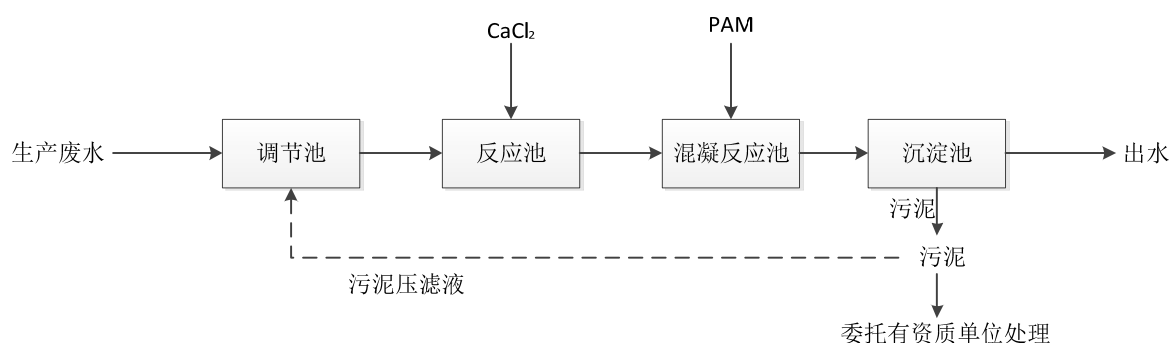 CaCl₂
PAM
生产废水
调节池
反应池
混凝反应池
沉淀池
出水
污泥
污泥
污泥压滤液
委托有资质单位处理